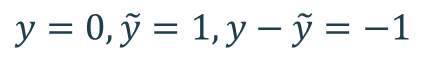 y = 0, ỹ = 1, y − ỹ = −1